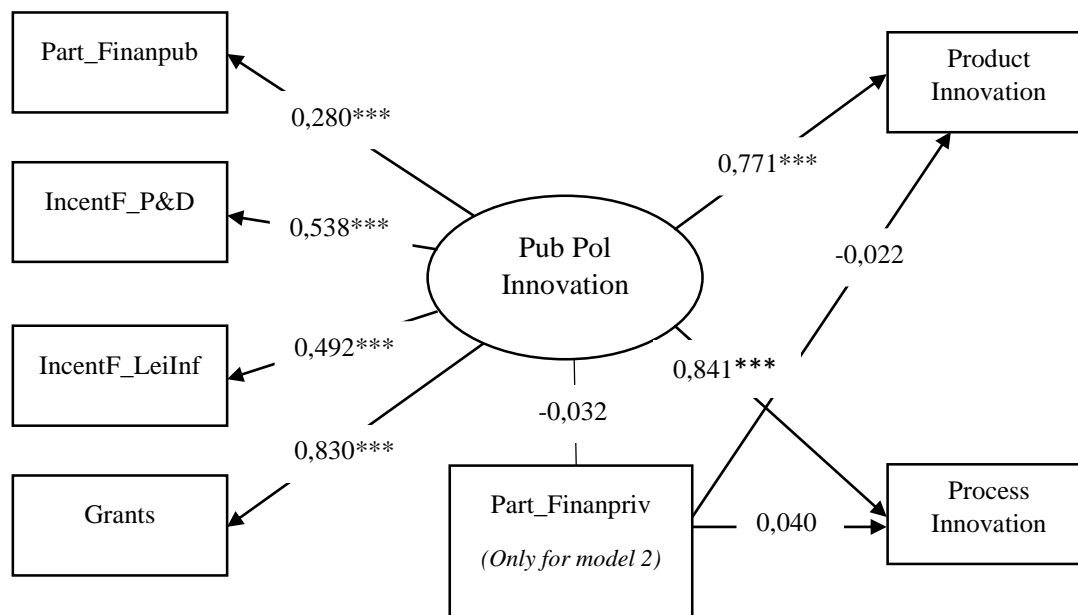 Part_Finanpub
Product
Innovation
0,280***
0,771***
IncentF_P&D
0,538***
Pub Pol
Innovation
-0,022
IncentF_LeiInf
0,492***
0,841***
-0,032
0,830***
Grants
Part_Finanpriv
(Only for model 2)
0,040
Process
Innovation